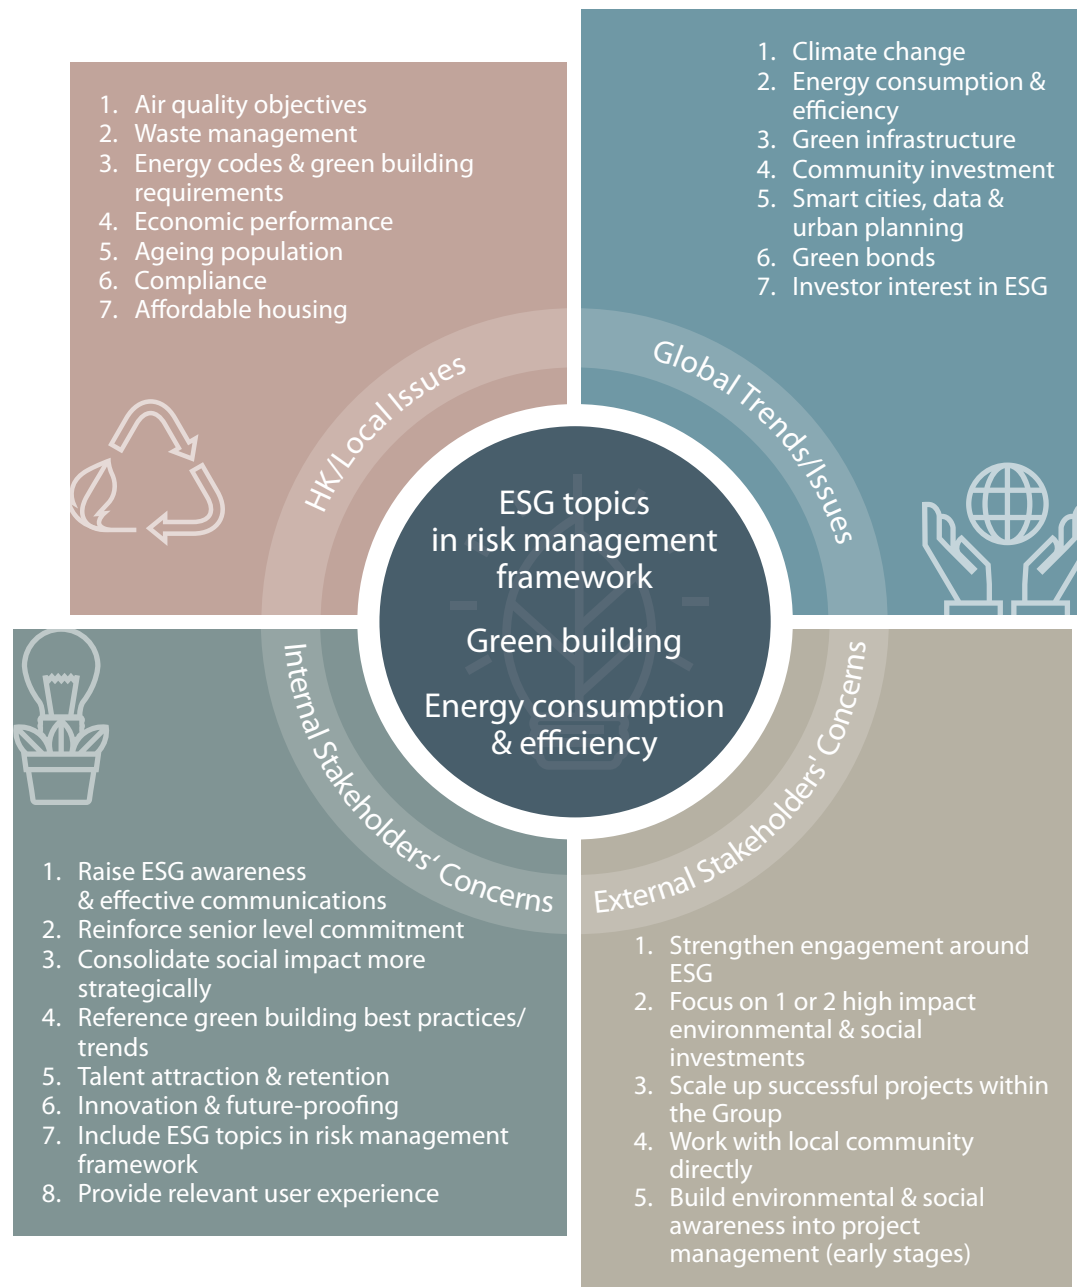 1. Air quality objectives
2. Waste management
3. Energy codes & green building
requirements
4. Economic performance
5. Ageing population
6. Compliance
7. Affordable housing
HK/Local Issues
1. Climate change
2. Energy consumption &
efficiency
3. Green infrastructure
4. Community investment
5. Smart cities, data &
urban planning
6. Green bonds
7. Investor interest in ESG
Global Trends/Issues
ESG topics
in risk management
framework
Green building
Energy consumption
& efficiency
Internal Stakeholders’ Concerns
1. Raise ESG awareness
& effective communications
2. Reinforce senior level commitment
3. Consolidate social impact more
strategically
4. Reference green building best practices/
trends
5. Talent attraction & retention
6. Innovation & future-proofing
7. Include ESG topics in risk management
framework
8. Provide relevant user experience
External Stakeholders' Concerns
1. Strengthen engagement around
ESG
2. Focus on 1 or 2 high impact
environmental & social
investments
3. Scale up successful projects within
the Group
4. Work with local community
directly
5. Build environmental & social
awareness into project
management (early stages)